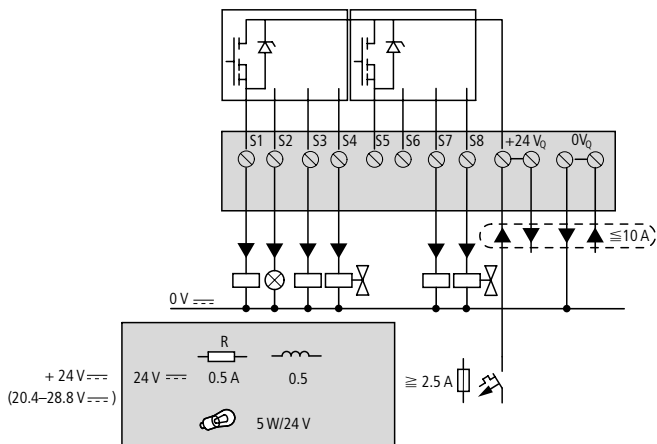 S1 S2 S3 S4 S5 S6 S7 S8 +24 VQ 0VQ
≦10 A
0 V
R
+ 24 V 24 V 0.5 A 0.5 ≧ 2.5 A
(20.4–28.8 V )
5 W/24 V